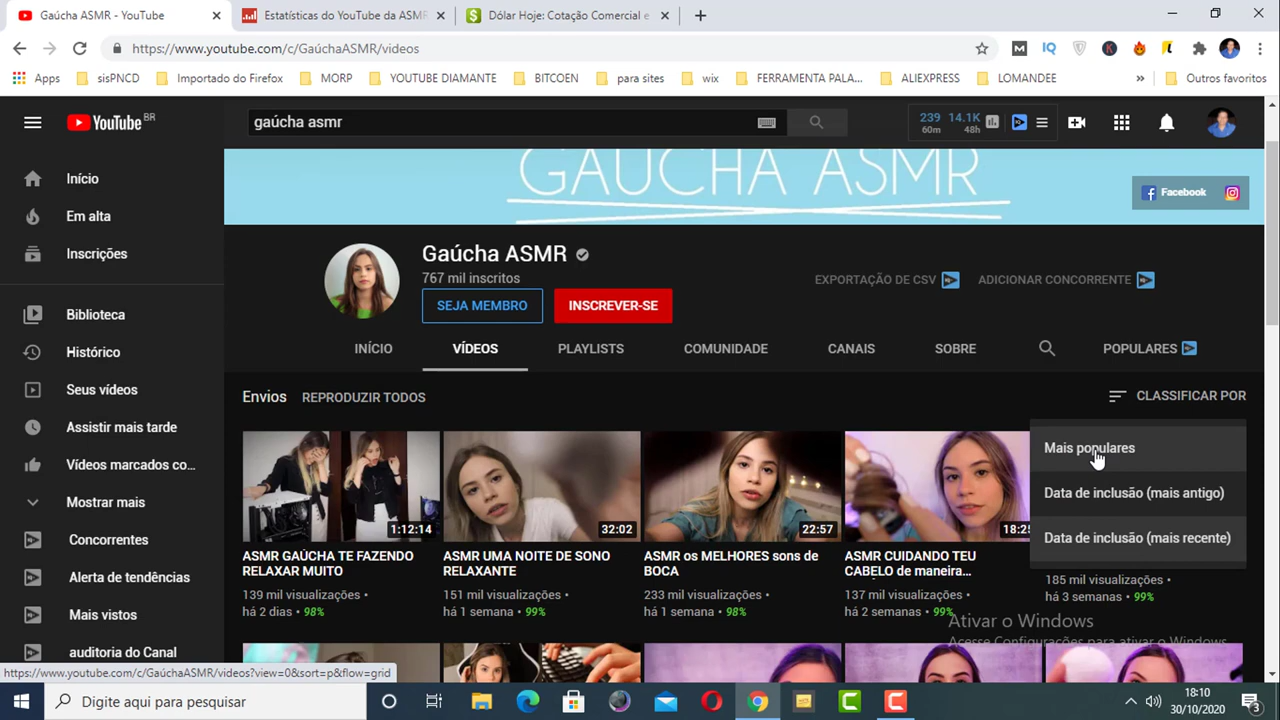 Gaúcha ASMR - YouTube
Estatísticas do YouTube da ASMR
Dólar Hoje: Cotação Comercial e
https://www.youtube.com/c/GaúchaASMR/videos
Apps
sisPNCD
Importado do Firefox
MORP
YOUTUBE DIAMANTE
BITCOEN
para sites
wix
FERRAMENTA PALA...
ALIEXPRESS
LOMANDEE
Outros favoritos
YouTube BR
gaúcha asmr
239 14.1K
60m 48h
Início
Em alta
Inscrições
Biblioteca
Histórico
Seus vídeos
Assistir mais tarde
Vídeos marcados co...
Mostrar mais
Concorrentes
Alerta de tendências
Mais vistos
auditoria do Canal
GAÚCHA ASMR
Facebook
Gaúcha ASMR
767 mil inscritos
SEJA MEMBRO
INSCREVER-SE
EXPORTAÇÃO DE CSV
ADICIONAR CONCORRENTE
INÍCIO
VÍDEOS
PLAYLISTS
COMUNIDADE
CANAIS
SOBRE
POPULARES
Envios
REPRODUZIR TODOS
CLASSIFICAR POR
Mais populares
Data de inclusão (mais antigo)
Data de inclusão (mais recente)
1:12:14
ASMR GAÚCHA TE FAZENDO
RELAXAR MUITO
139 mil visualizações
há 2 dias • 98%
32:02
ASMR UMA NOITE DE SONO
RELAXANTE
151 mil visualizações
há 1 semana • 99%
22:57
ASMR os MELHORES sons de
BOCA
233 mil visualizações
há 1 semana • 98%
18:25
ASMR CUIDANDO TEU
CABELO de maneira...
137 mil visualizações
há 2 semanas • 99%
185 mil visualizações
há 3 semanas • 99%
Ativar o Windows
Acesse Configurações para ativar o Windows.
https://www.youtube.com/c/GaúchaASMR/videos?view=0&sort=p&flow=grid
Digite aqui para pesquisar
18:10
30/10/2020
3